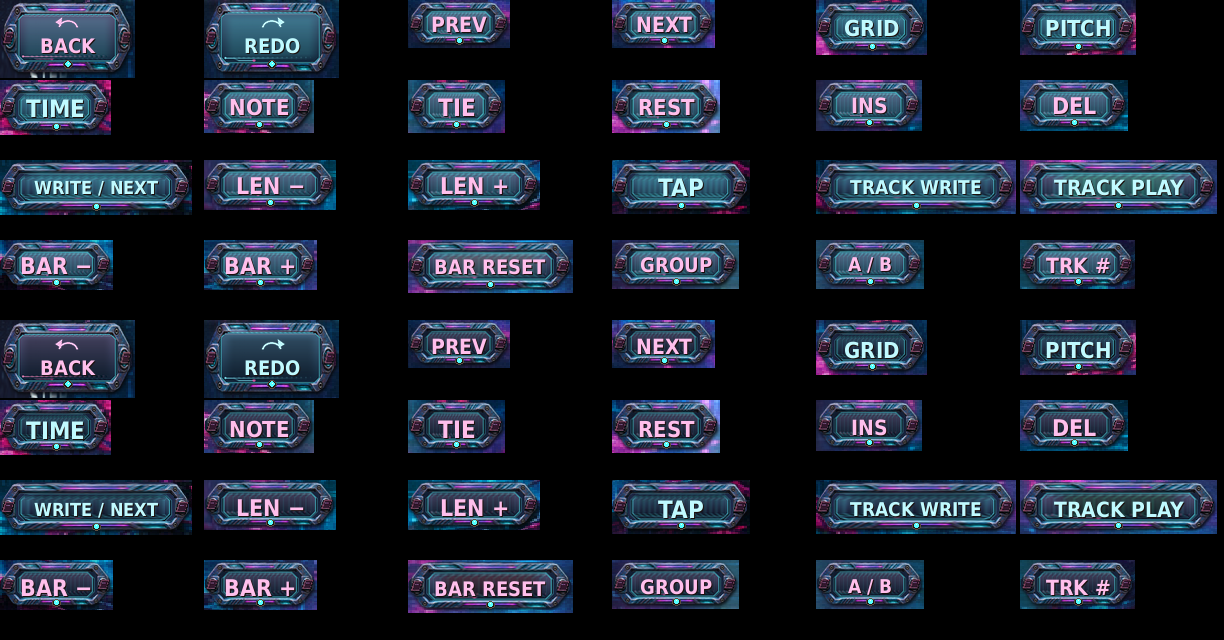 BACK REDO PREV NEXT GRID PITCH
TIME NOTE TIE REST INS DEL
WRITE / NEXT LEN − LEN + TAP TRACK WRITE TRACK PLAY
BAR − BAR + BAR RESET GROUP A / B TRK #
BACK REDO PREV NEXT GRID PITCH
TIME NOTE TIE REST INS DEL
WRITE / NEXT LEN − LEN + TAP TRACK WRITE TRACK PLAY
BAR − BAR + BAR RESET GROUP A / B TRK #